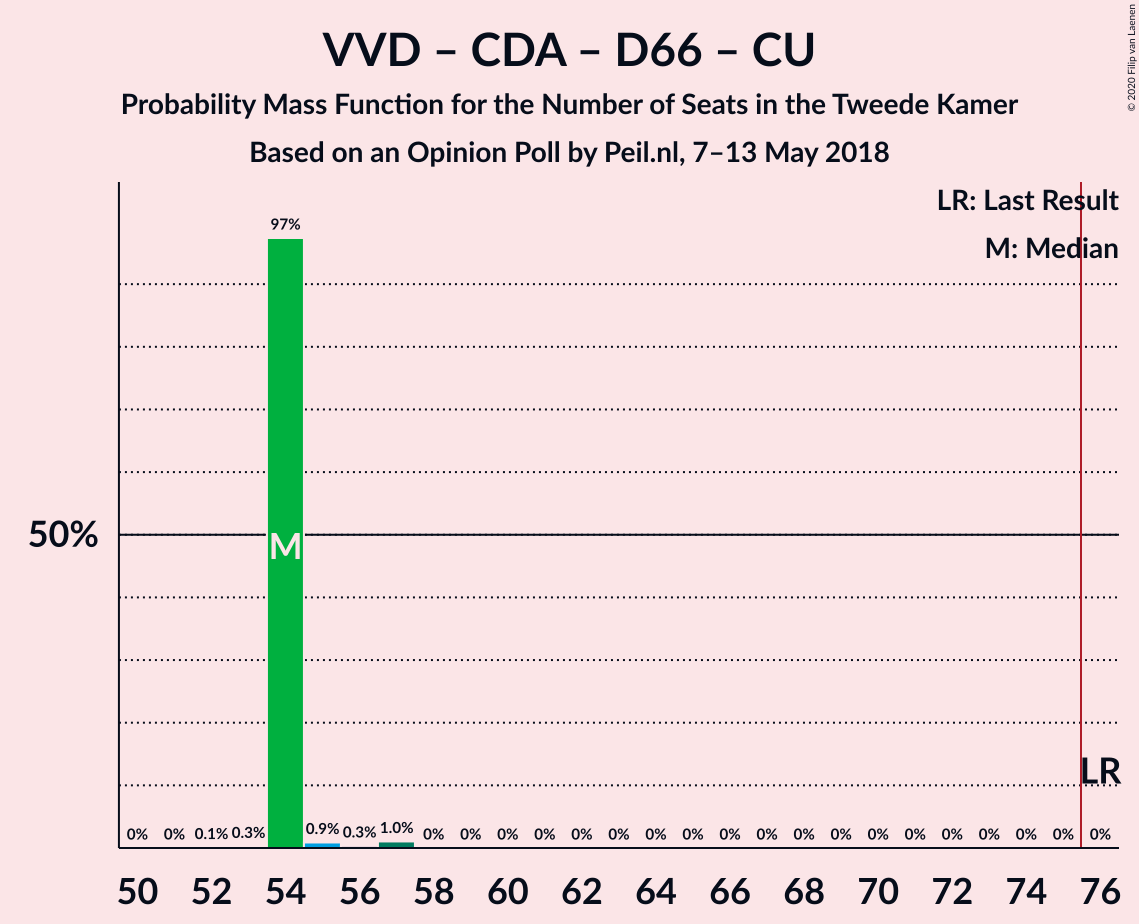 VVD – CDA – D66 – CU
Probability Mass Function for the Number of Seats in the Tweede Kamer
Based on an Opinion Poll by Peil.nl, 7–13 May 2018
© 2020 Filip van Laenen
LR: Last Result
M: Median
97%
50%
M
LR
0% 0% 0.1% 0.3% 0.9% 0.3% 1.0% 0% 0% 0% 0% 0% 0% 0% 0% 0% 0% 0% 0% 0% 0% 0% 0% 0% 0% 0%
50 52 54 56 58 60 62 64 66 68 70 72 74 76